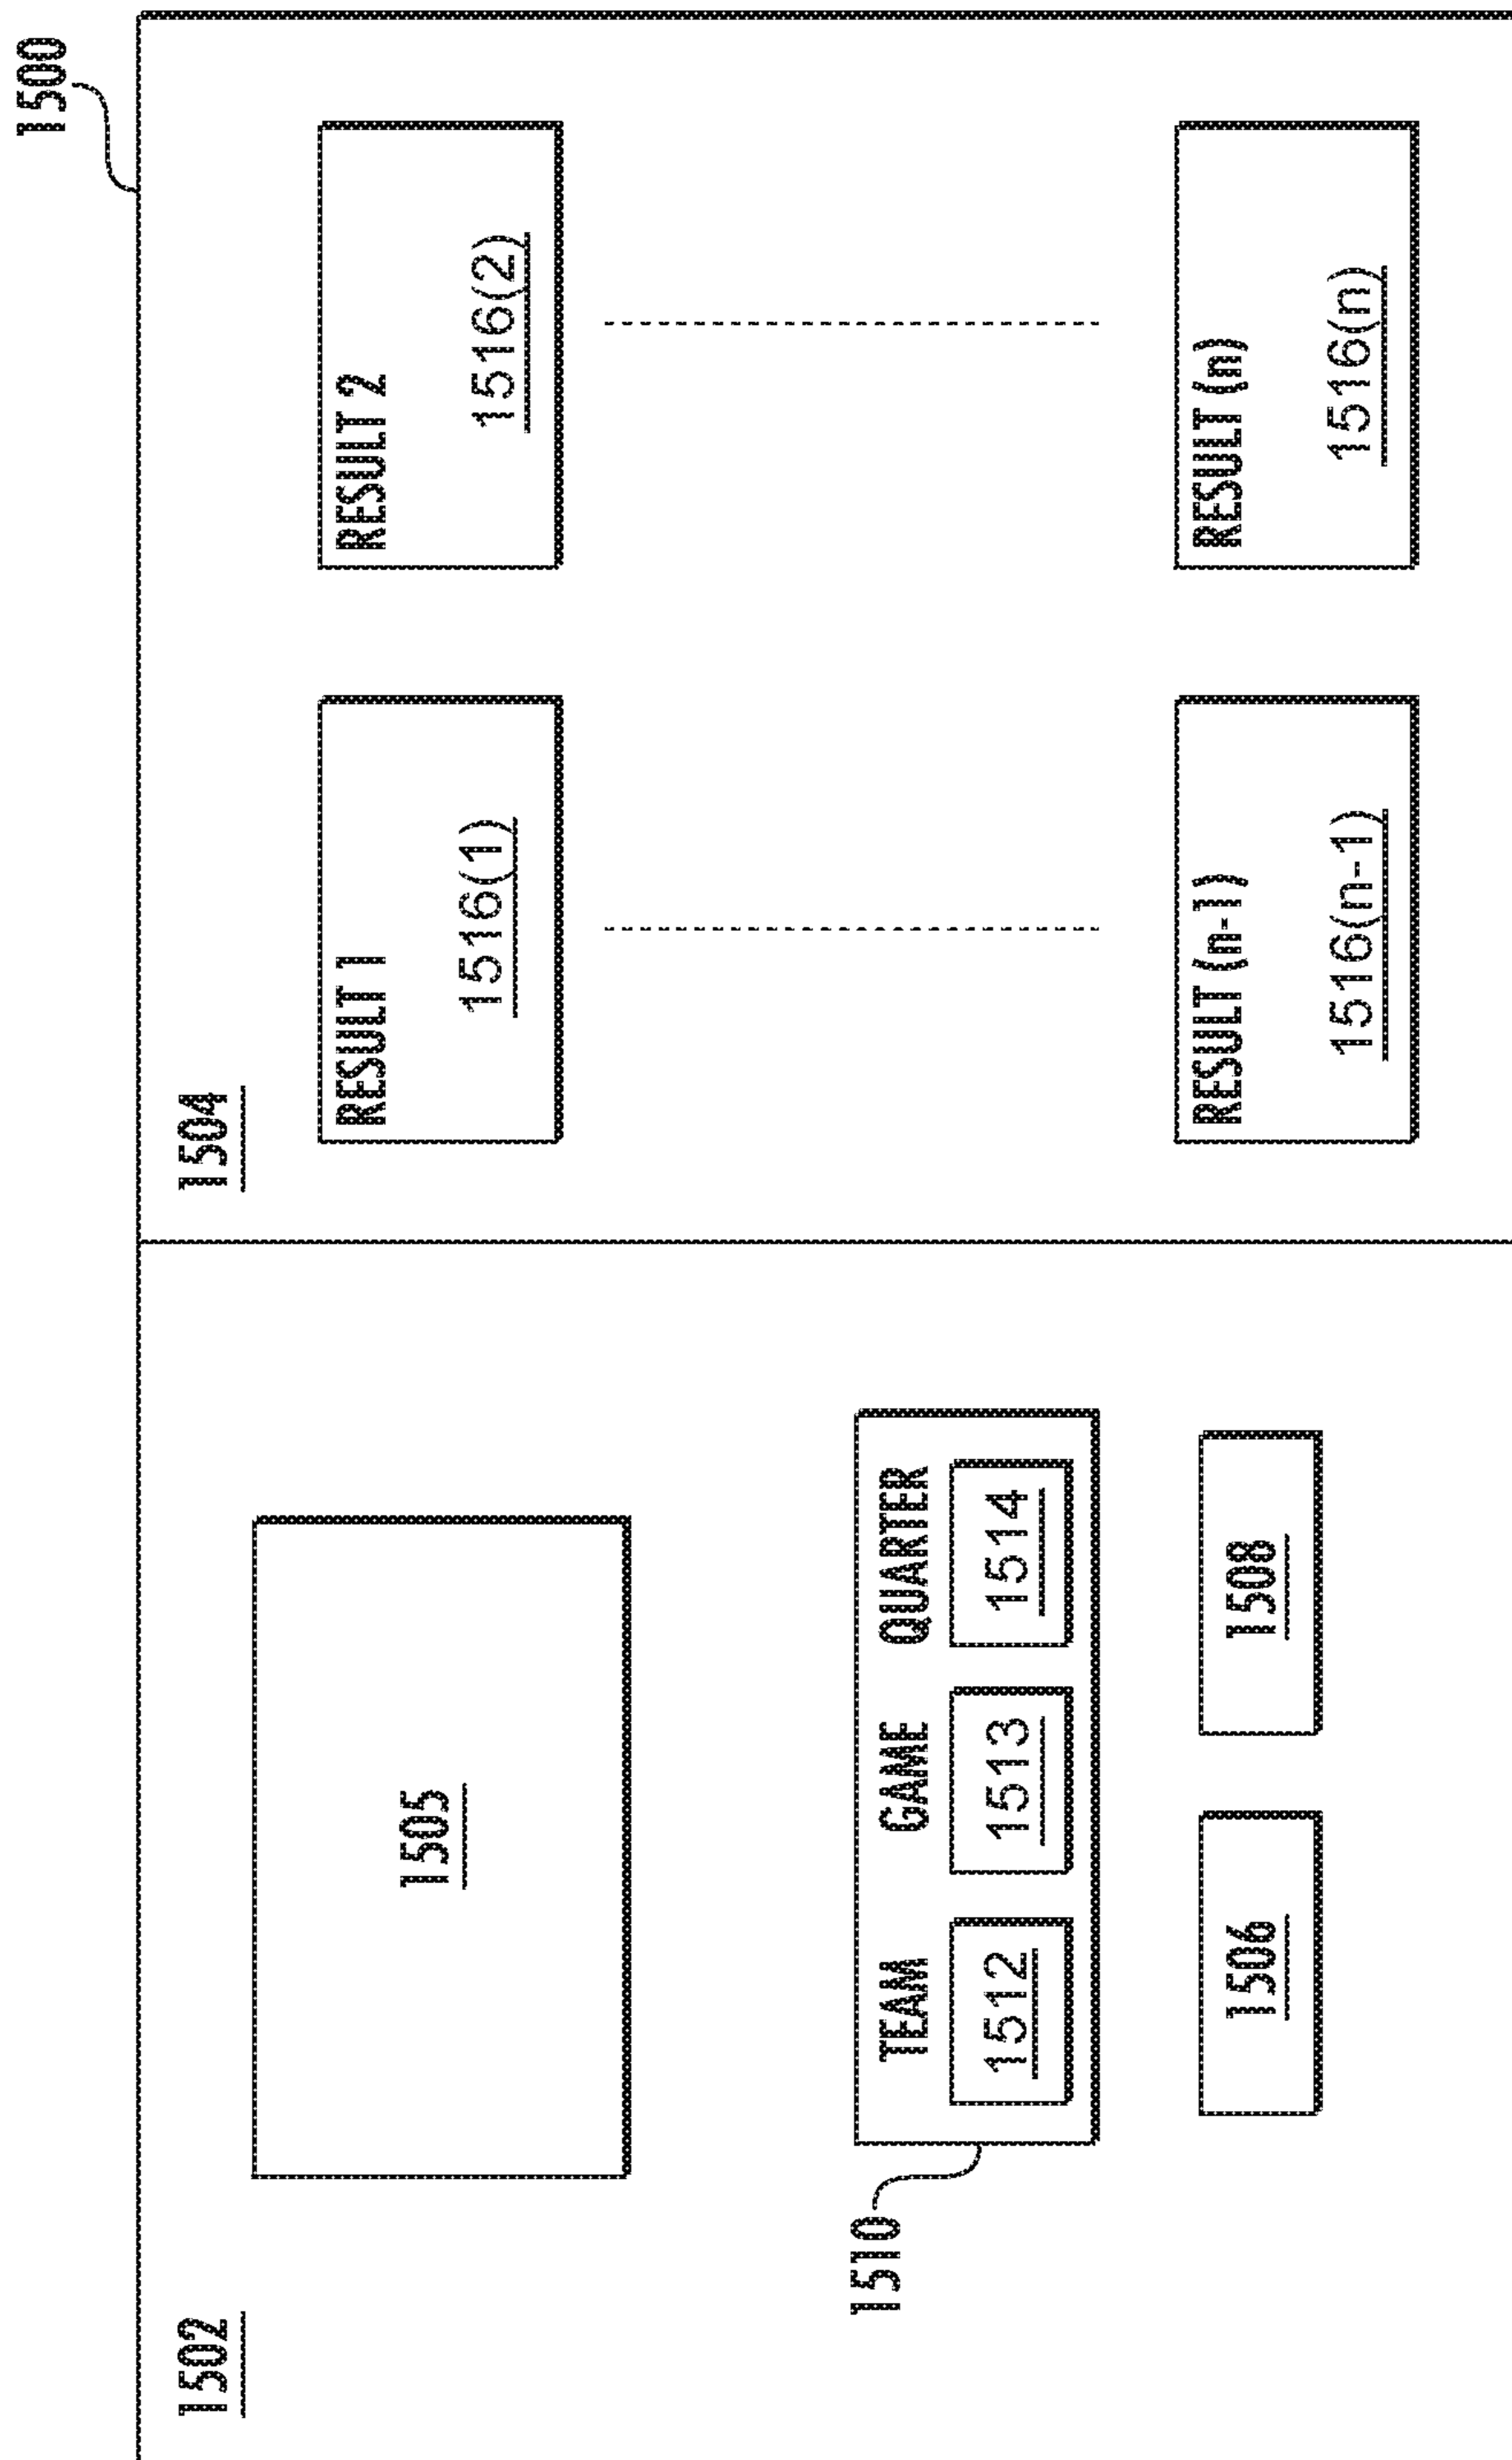 1500
1502
1504
1505
RESULT 1
1516(1)
RESULT 2
1516(2)
1510
TEAM
GAME
QUARTER
1512
1513
1514
1506
1508
RESULT (n-1)
1516(n-1)
RESULT (n)
1516(n)